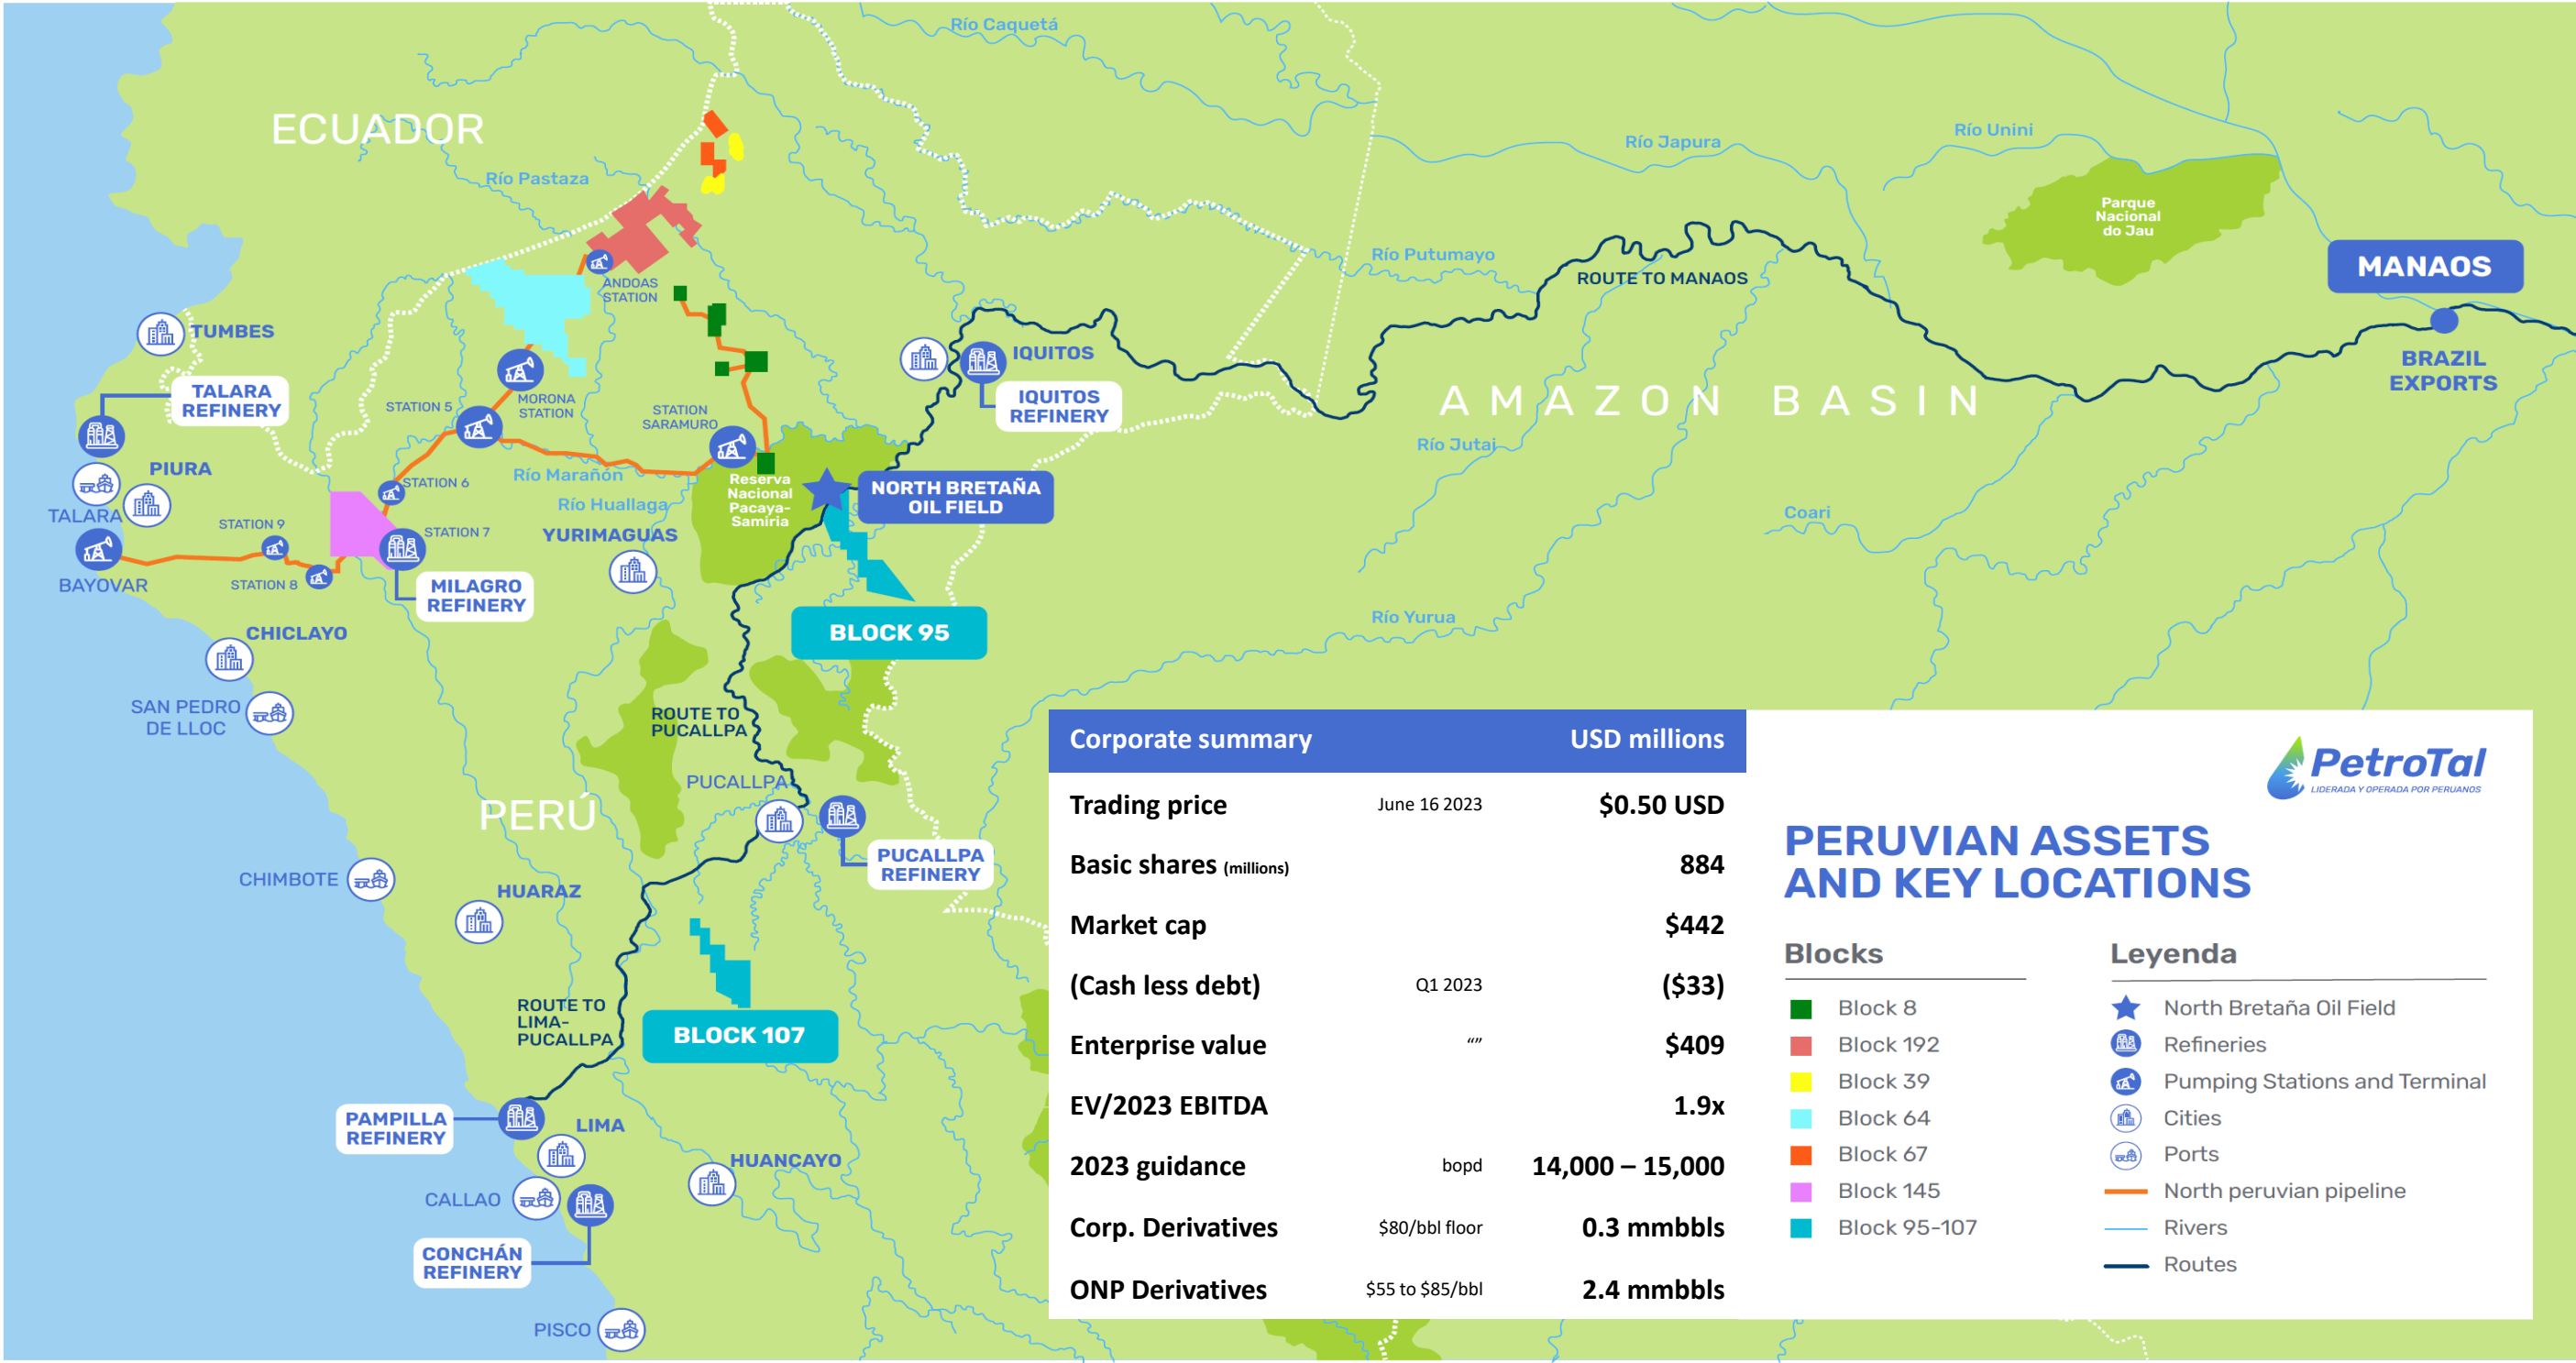 Río Caquetá
ECUADOR
Río Japura
Río Unini
Río Pastaza
Parque
Nacional
do Jau
Río Putumayo
ROUTE TO MANAOS
MANAOS
ANDOAS
STATION
TUMBES
IQUITOS
BRAZIL
EXPORTS
TALARA
REFINERY
IQUITOS
REFINERY
AMAZON BASIN
STATION 5
MORONA
STATION
STATION
SARAMURO
Río Jutai
PIURA
Río Marañón
STATION 6
Reserva
Nacional
Pacaya-
Samiria
NORTH BRETAÑA
OIL FIELD
Río Huallaga
TALARA
STATION 9
STATION 7
YURIMAGUAS
Coari
BAYOVAR
STATION 8
MILAGRO
REFINERY
Río Yurua
BLOCK 95
CHICLAYO
SAN PEDRO
DE LLOC
ROUTE TO
PUCALLPA
PUCALLPA
PERÚ
PUCALLPA
REFINERY
CHIMBOTE
HUARAZ
ROUTE TO
LIMA-
PUCALLPA
BLOCK 107
PAMPILLA
REFINERY
LIMA
HUANCAYO
CALLAO
CONCHÁN
REFINERY
PISCO
Corporate summary USD millions
Trading price June 16 2023 $0.50 USD
Basic shares (millions) 884
Market cap $442
(Cash less debt) Q1 2023 ($33)
Enterprise value “” $409
EV/2023 EBITDA 1.9x
2023 guidance bopd 14,000 – 15,000
Corp. Derivatives $80/bbl floor 0.3 mmbbls
ONP Derivatives $55 to $85/bbl 2.4 mmbbls
PetroTal
LIDERADA Y OPERADA POR PERUANOS
PERUVIAN ASSETS
AND KEY LOCATIONS
Blocks
Block 8
Block 192
Block 39
Block 64
Block 67
Block 145
Block 95-107
Leyenda
North Bretaña Oil Field
Refineries
Pumping Stations and Terminal
Cities
Ports
North peruvian pipeline
Rivers
Routes